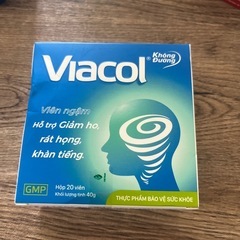 Không
Đường
Viacol®
Viên ngậm
Hỗ trợ Giảm ho,
rát họng,
khàn tiếng.
GMP
Hộp 20 viên
Khối lượng tịnh: 40g
THỰC PHẨM BẢO VỆ SỨC KHỎE